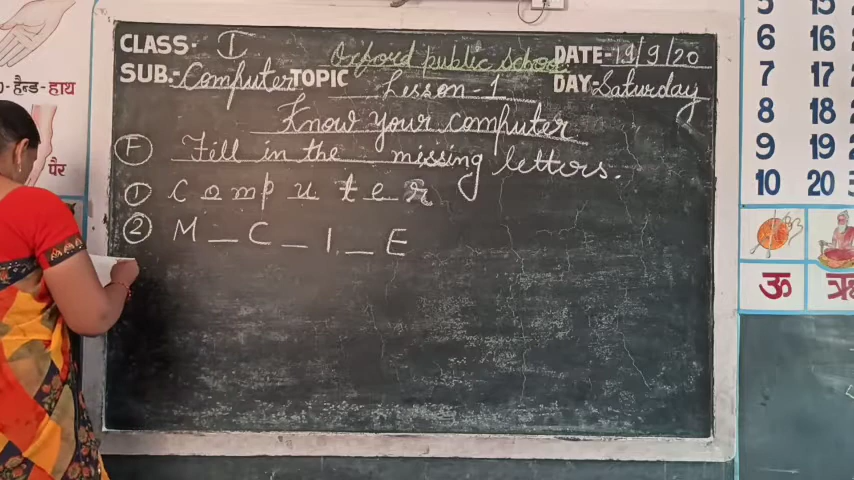 CLASS- I Oxford public school. DATE- 19/9/20
SUB.- Computer TOPIC Lesson-1 DAY- Saturday
Know your computer
F Fill in the missing letters.
1 c o m p u t e r
2 M _ C _ I _ E
हैन्ड- हाथ
पैर
5 15
6 16
7 17
8 18
9 19
10 20
ऊ ऋ